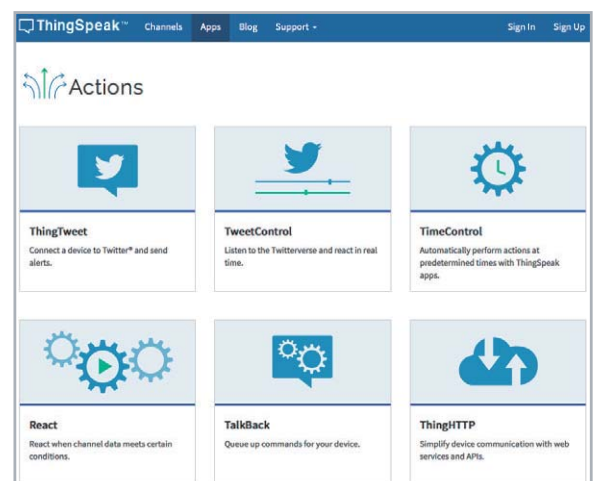 ThingSpeak™ Channels Apps Blog Support Sign In Sign Up
Actions
ThingTweet
Connect a device to Twitter® and send
alerts.
TweetControl
Listen to the Twitterverse and react in real
time.
TimeControl
Automatically perform actions at
predetermined times with ThingSpeak
apps.
React
React when channel data meets certain
conditions.
TalkBack
Queue up commands for your device.
ThingHTTP
Simplify device communication with web
services and APIs.